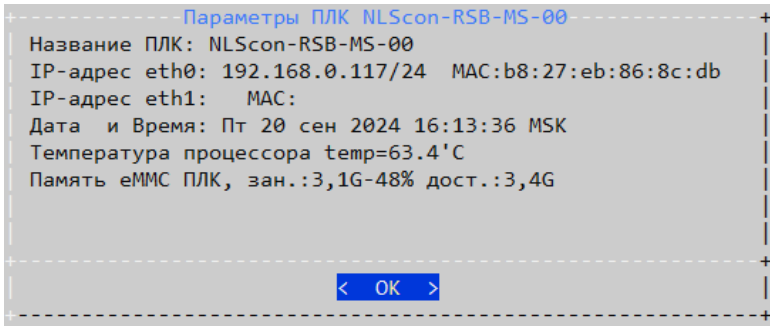 Параметры ПЛК NLScon-RSB-MS-00
Название ПЛК: NLScon-RSB-MS-00
IP-адрес eth0: 192.168.0.117/24  MAC:b8:27:eb:86:8c:db
IP-адрес eth1:   MAC:
Дата  и Время: Пт 20 сен 2024 16:13:36 MSK
Температура процессора temp=63.4'C
Память eMMC ПЛК, зан.:3,1G-48% дост.:3,4G
<  OK  >